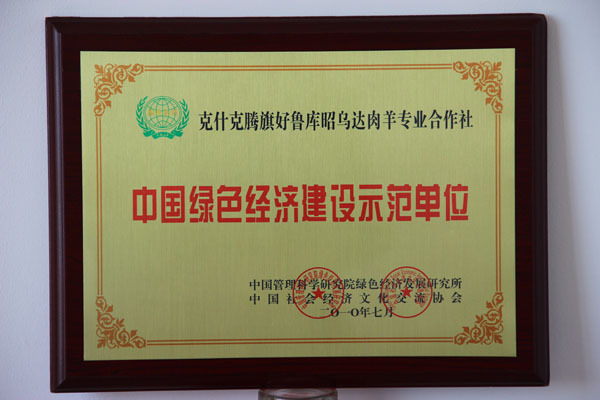 克什克腾旗好鲁库昭乌达肉羊专业合作社
中国绿色经济建设示范单位
中国管理科学研究院绿色经济发展研究所
中国社会经济文化交流协会
二〇一〇年七月